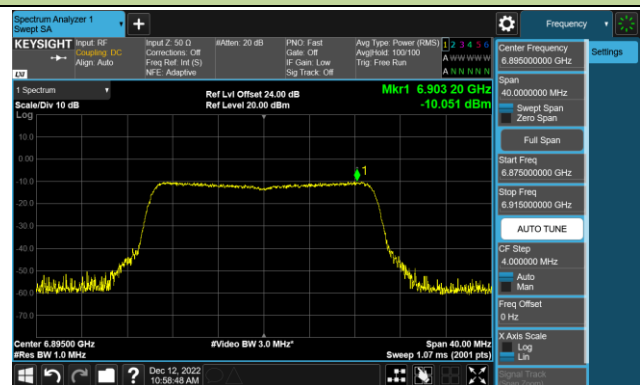 Spectrum Analyzer 1
Swept SA
Frequency
KEYSIGHT
Input: RF
Coupling: DC
Align: Auto
Input Z: 50 Ω
Corrections: Off
Freq Ref: Int (S)
NFE: Adaptive
#Atten: 20 dB
PNO: Fast
Gate: Off
IF Gain: Low
Sig Track: Off
Avg Type: Power (RMS)
Avg|Hold: 100/100
Trig: Free Run
1 2 3 4 5 6
A W W W W W
A N N N N N
1 Spectrum
Scale/Div 10 dB
Log
Ref Lvl Offset 24.00 dB
Ref Level 20.00 dBm
Mkr1 6.903 20 GHz
-10.051 dBm
10.0
0.00
-10.0
-20.0
-30.0
-40.0
-50.0
-60.0
-70.0
1
Center 6.89500 GHz
#Res BW 1.0 MHz
#Video BW 3.0 MHz*
Span 40.00 MHz
Sweep 1.07 ms (2001 pts)
Dec 12, 2022
10:58:48 AM
Settings
Center Frequency
6.895000000 GHz
Span
40.0000000 MHz
Swept Span
Zero Span
Full Span
Start Freq
6.875000000 GHz
Stop Freq
6.915000000 GHz
AUTO TUNE
CF Step
4.000000 MHz
Auto
Man
Freq Offset
0 Hz
X Axis Scale
Log
Lin
Signal Track